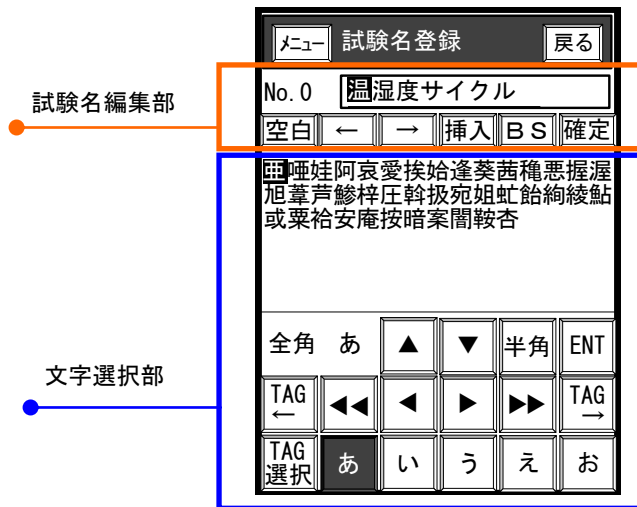 メニュー 試験名登録 戻る
試験名編集部
No.0 温湿度サイクル
空白 ← → 挿入 BS 確定
亜唖娃阿哀愛挨姶逢葵茜穐悪握渥
旭葦芦鯵梓圧斡扱宛姐虻飴絢綾鮎
或粟袷安庵按暗案闇鞍杏
文字選択部
全角 あ ▲ ▼ 半角 ENT
TAG ← ◀◀ ◀ ▶ ▶▶ TAG →
TAG選択 あ い う え お